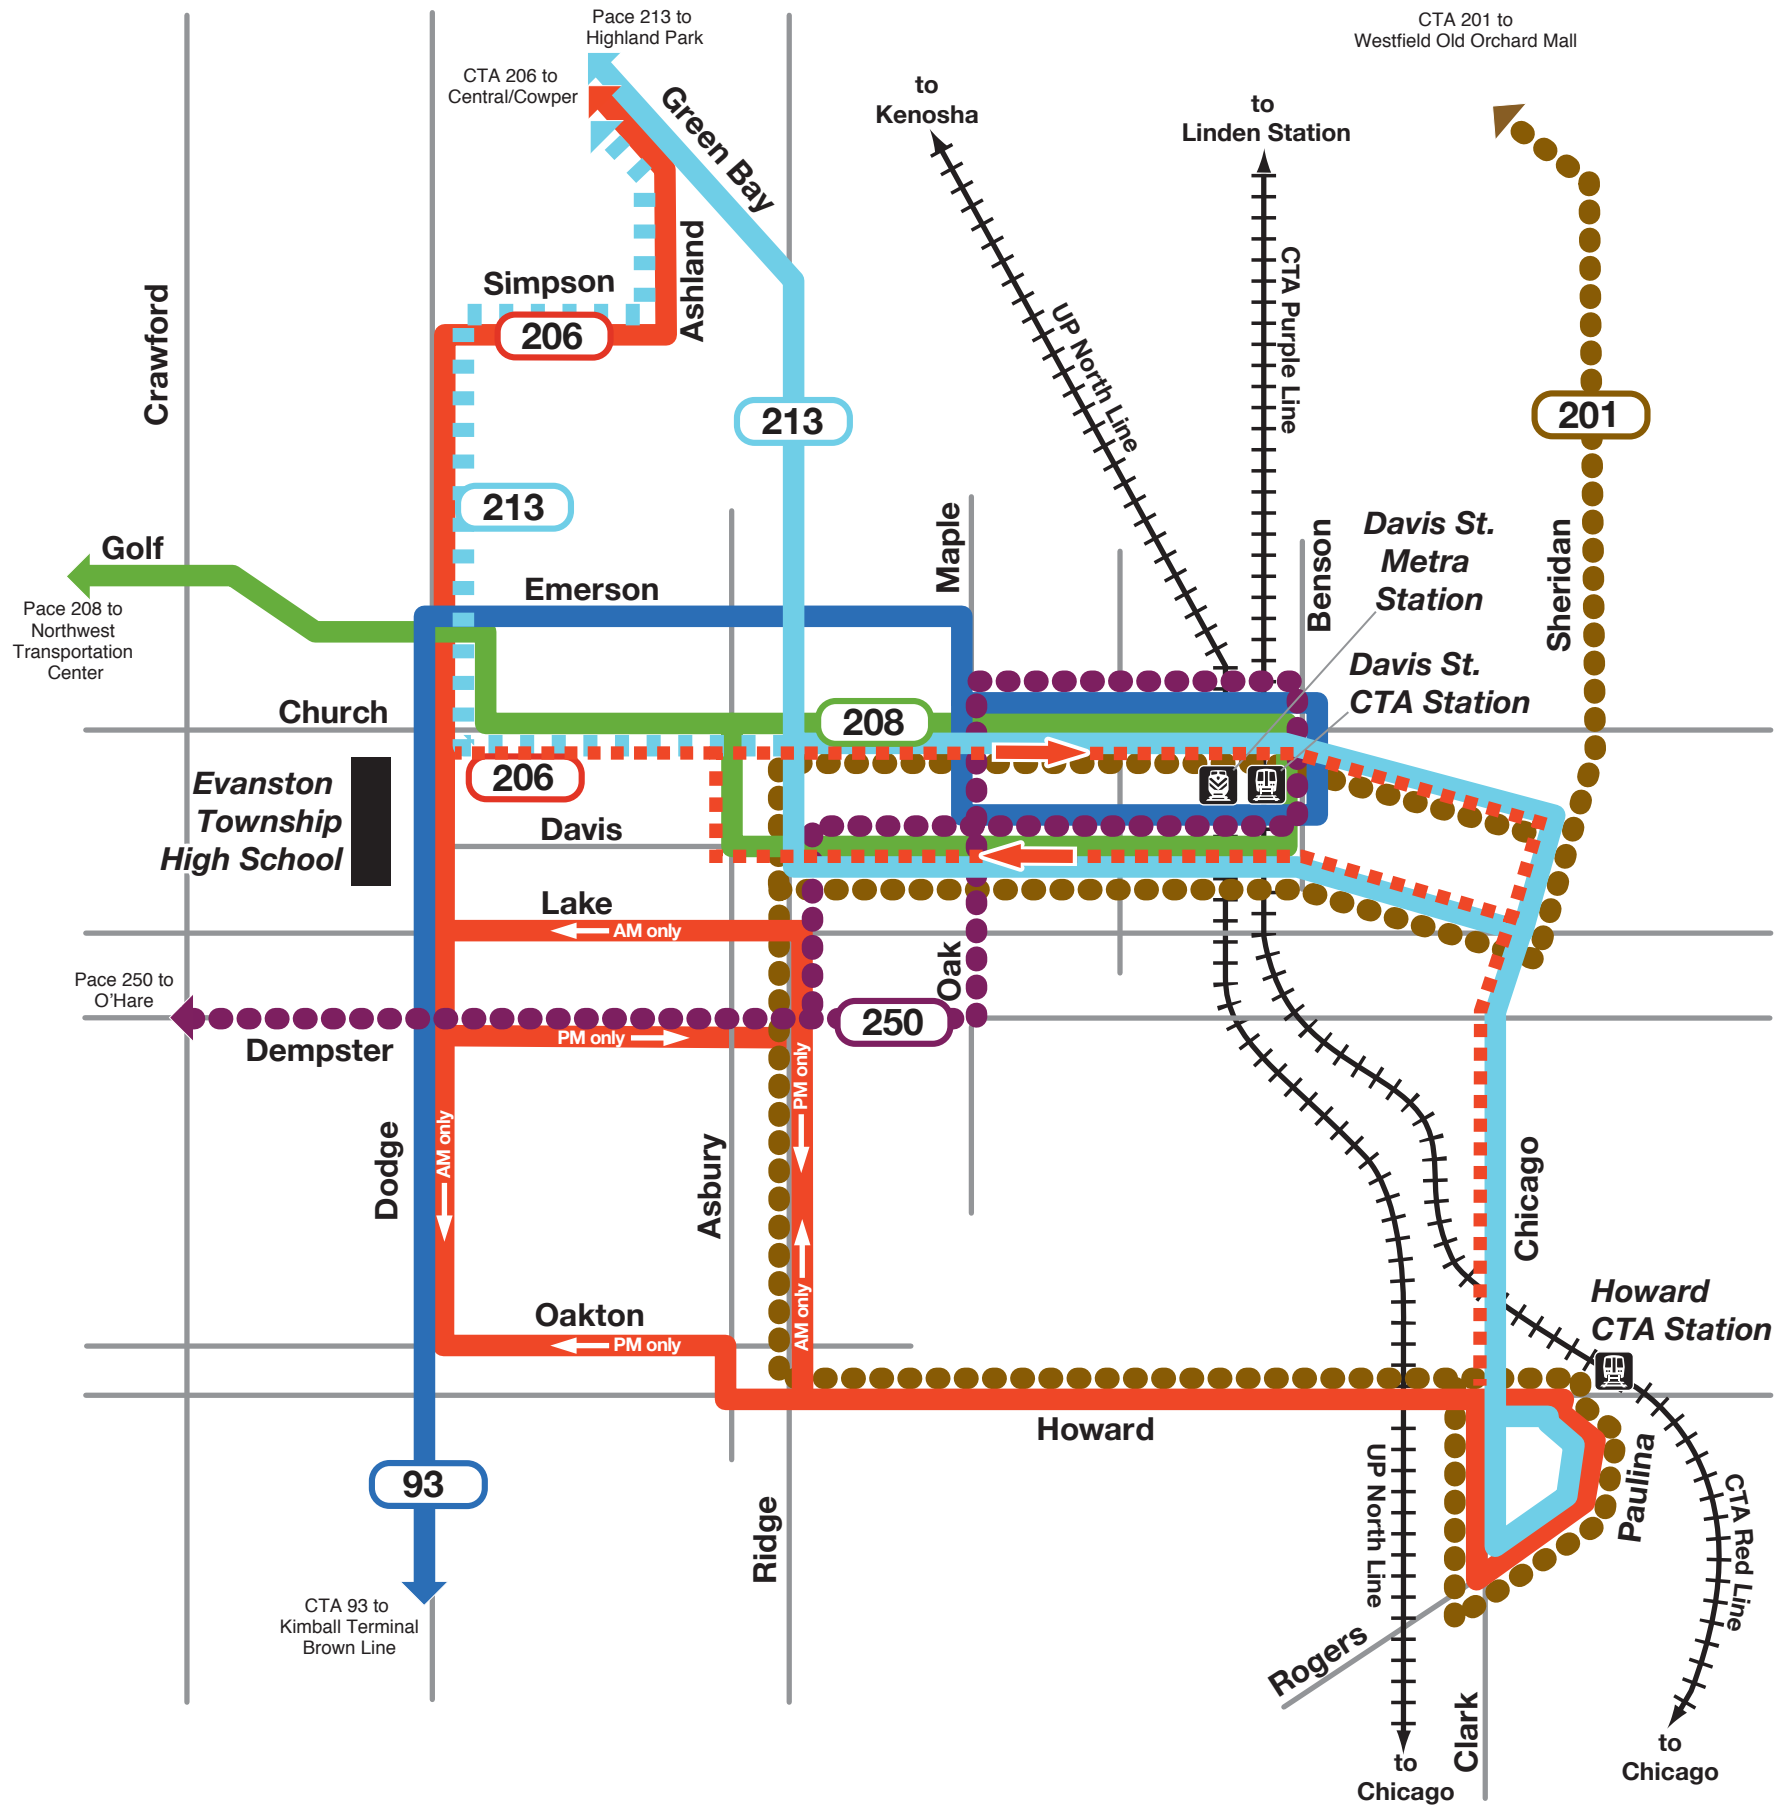 Pace 213 to
Highland Park
CTA 201 to
Westfield Old Orchard Mall
CTA 206 to
Central/Cowper
to
Kenosha
to
Linden Station
Green Bay
Simpson
206
Ashland
Crawford
213
213
UP North Line
CTA Purple Line
201
Golf
Pace 208 to
Northwest
Transportation
Center
Emerson
Maple
Benson
Davis St.
Metra
Station
Sheridan
Davis St.
CTA Station
Church
208
206
Evanston
Township
High School
Davis
Lake
AM only
Oak
Pace 250 to
O'Hare
250
Dempster
PM only
PM only
AM only
Dodge
Asbury
Chicago
AM only
Oakton
PM only
Howard
CTA Station
Howard
93
Ridge
UP North Line
Paulina
CTA Red Line
CTA 93 to
Kimball Terminal
Brown Line
Rogers
Clark
to
Chicago
to
Chicago